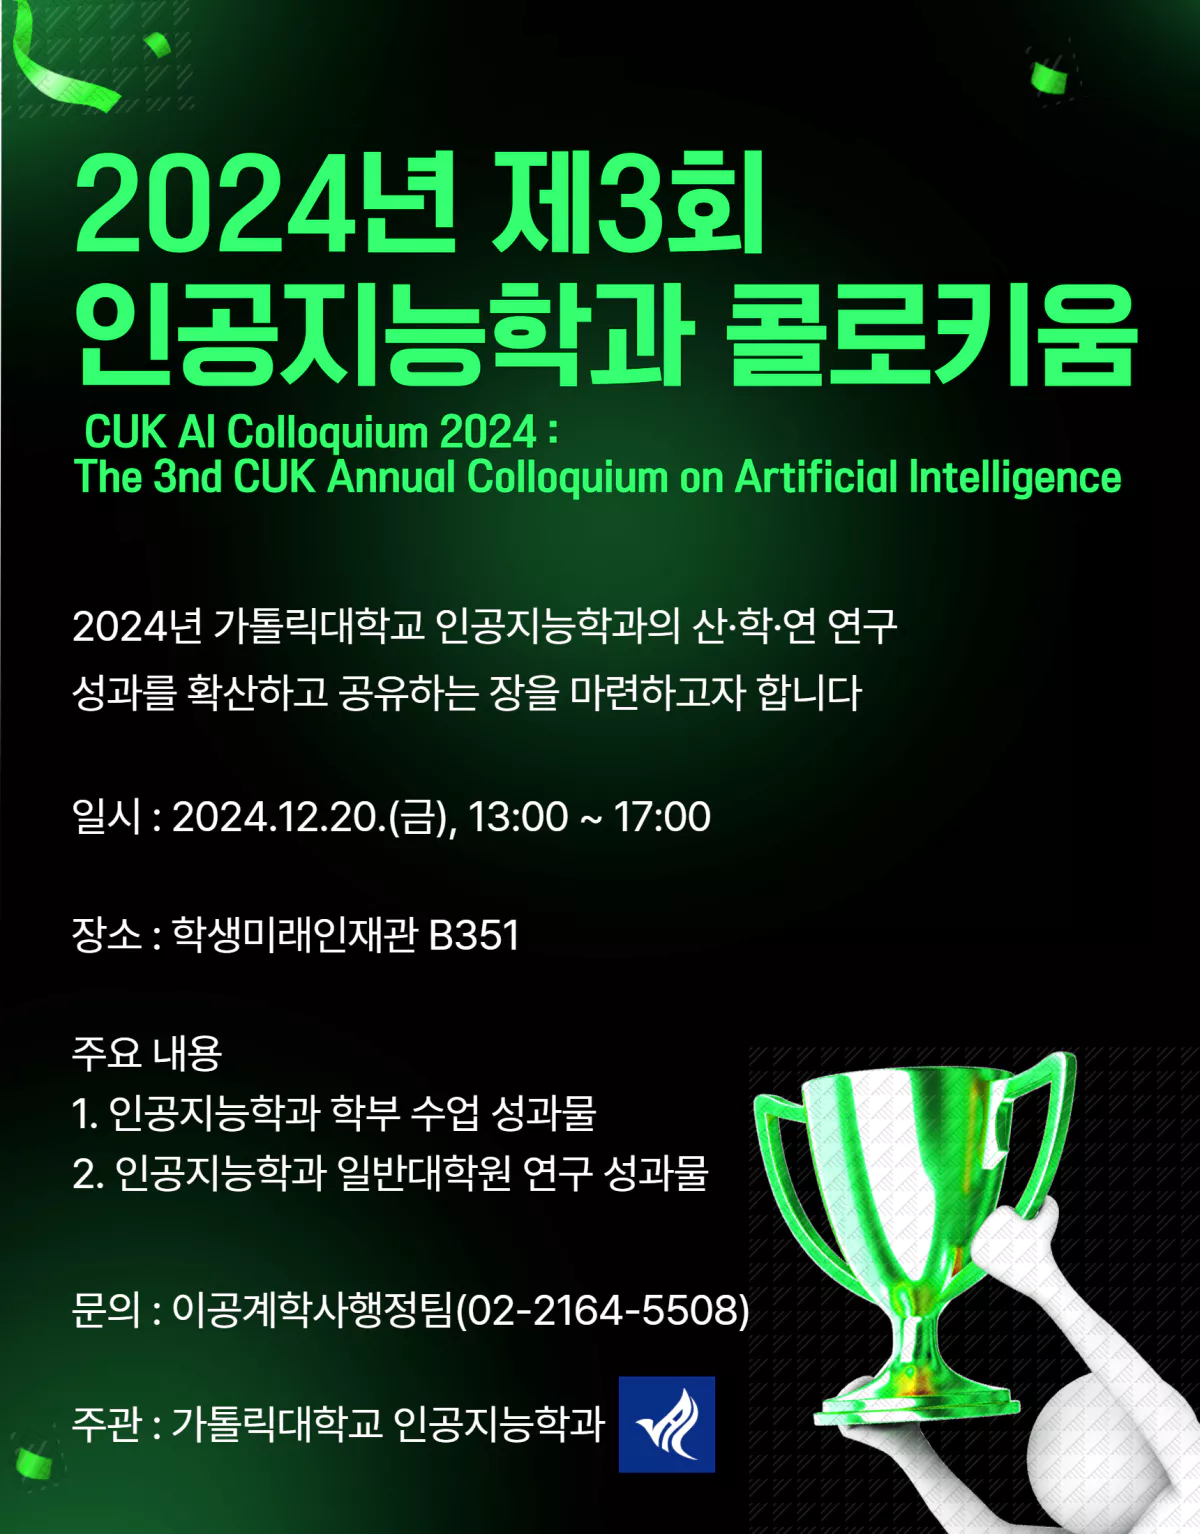 2024년 제3회
인공지능학과 콜로키움
CUK AI Colloquium 2024 :
The 3nd CUK Annual Colloquium on Artificial Intelligence
2024년 가톨릭대학교 인공지능학과의 산·학·연 연구
성과를 확산하고 공유하는 장을 마련하고자 합니다
일시 : 2024.12.20.(금), 13:00 ~ 17:00
장소 : 학생미래인재관 B351
주요 내용
1. 인공지능학과 학부 수업 성과물
2. 인공지능학과 일반대학원 연구 성과물
문의 : 이공계학사행정팀(02-2164-5508)
주관 : 가톨릭대학교 인공지능학과